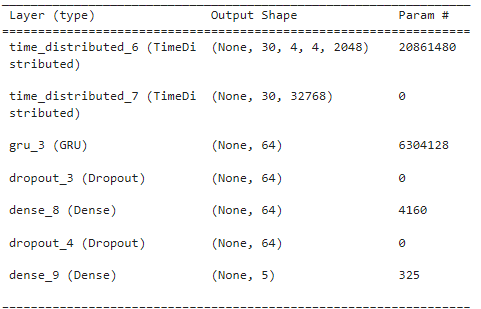 Layer (type) Output Shape Param #
time_distributed_6 (TimeDi (None, 30, 4, 4, 2048) 20861480
stributed)
time_distributed_7 (TimeDi (None, 30, 32768) 0
stributed)
gru_3 (GRU) (None, 64) 6304128
dropout_3 (Dropout) (None, 64) 0
dense_8 (Dense) (None, 64) 4160
dropout_4 (Dropout) (None, 64) 0
dense_9 (Dense) (None, 5) 325